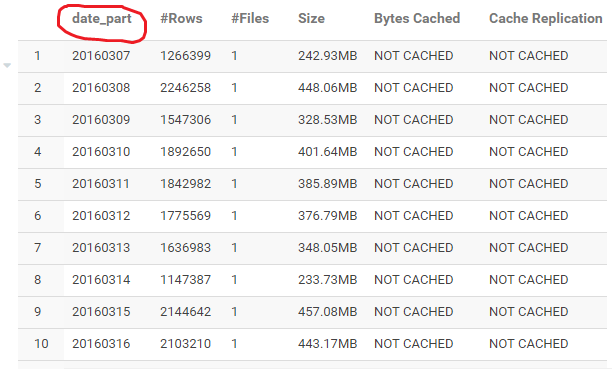 date_part #Rows #Files Size Bytes Cached Cache Replication
1 20160307 1266399 1 242.93MB NOT CACHED NOT CACHED
2 20160308 2246258 1 448.06MB NOT CACHED NOT CACHED
3 20160309 1547306 1 328.53MB NOT CACHED NOT CACHED
4 20160310 1892650 1 401.64MB NOT CACHED NOT CACHED
5 20160311 1842982 1 385.89MB NOT CACHED NOT CACHED
6 20160312 1775569 1 376.79MB NOT CACHED NOT CACHED
7 20160313 1636983 1 348.05MB NOT CACHED NOT CACHED
8 20160314 1147387 1 233.73MB NOT CACHED NOT CACHED
9 20160315 2144642 1 457.08MB NOT CACHED NOT CACHED
10 20160316 2103210 1 443.17MB NOT CACHED NOT CACHED